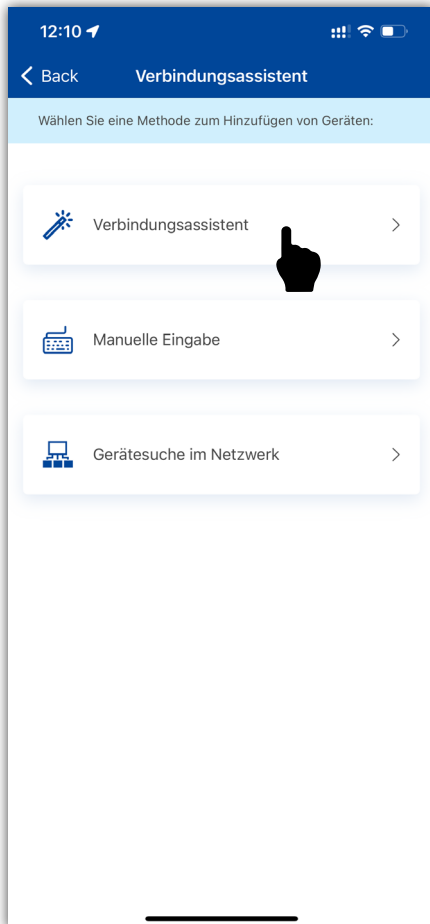 12:10
Back Verbindungsassistent
Wählen Sie eine Methode zum Hinzufügen von Geräten:
Verbindungsassistent
Manuelle Eingabe
Gerätesuche im Netzwerk